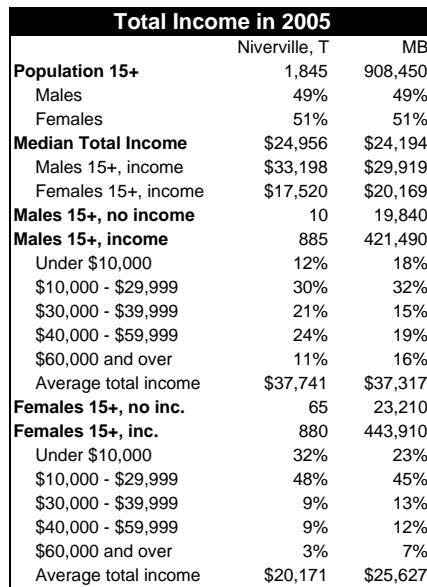 Total Income in 2005
Niverville, T MB
Population 15+ 1,845 908,450
Males 49% 49%
Females 51% 51%
Median Total Income $24,956 $24,194
Males 15+, income $33,198 $29,919
Females 15+, income $17,520 $20,169
Males 15+, no income 10 19,840
Males 15+, income 885 421,490
Under $10,000 12% 18%
$10,000 - $29,999 30% 32%
$30,000 - $39,999 21% 15%
$40,000 - $59,999 24% 19%
$60,000 and over 11% 16%
Average total income $37,741 $37,317
Females 15+, no inc. 65 23,210
Females 15+, inc. 880 443,910
Under $10,000 32% 23%
$10,000 - $29,999 48% 45%
$30,000 - $39,999 9% 13%
$40,000 - $59,999 9% 12%
$60,000 and over 3% 7%
Average total income $20,171 $25,627